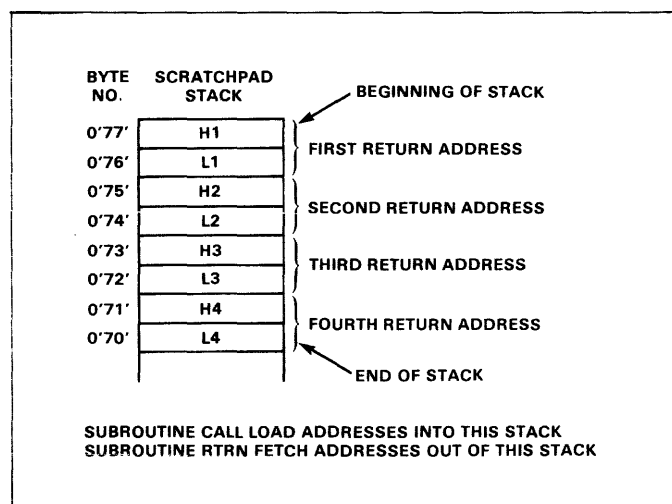 BYTE NO.
SCRATCHPAD STACK
BEGINNING OF STACK
0'77' H1
FIRST RETURN ADDRESS
0'76' L1
0'75' H2
SECOND RETURN ADDRESS
0'74' L2
0'73' H3
THIRD RETURN ADDRESS
0'72' L3
0'71' H4
FOURTH RETURN ADDRESS
0'70' L4
END OF STACK
SUBROUTINE CALL LOAD ADDRESSES INTO THIS STACK
SUBROUTINE RTRN FETCH ADDRESSES OUT OF THIS STACK